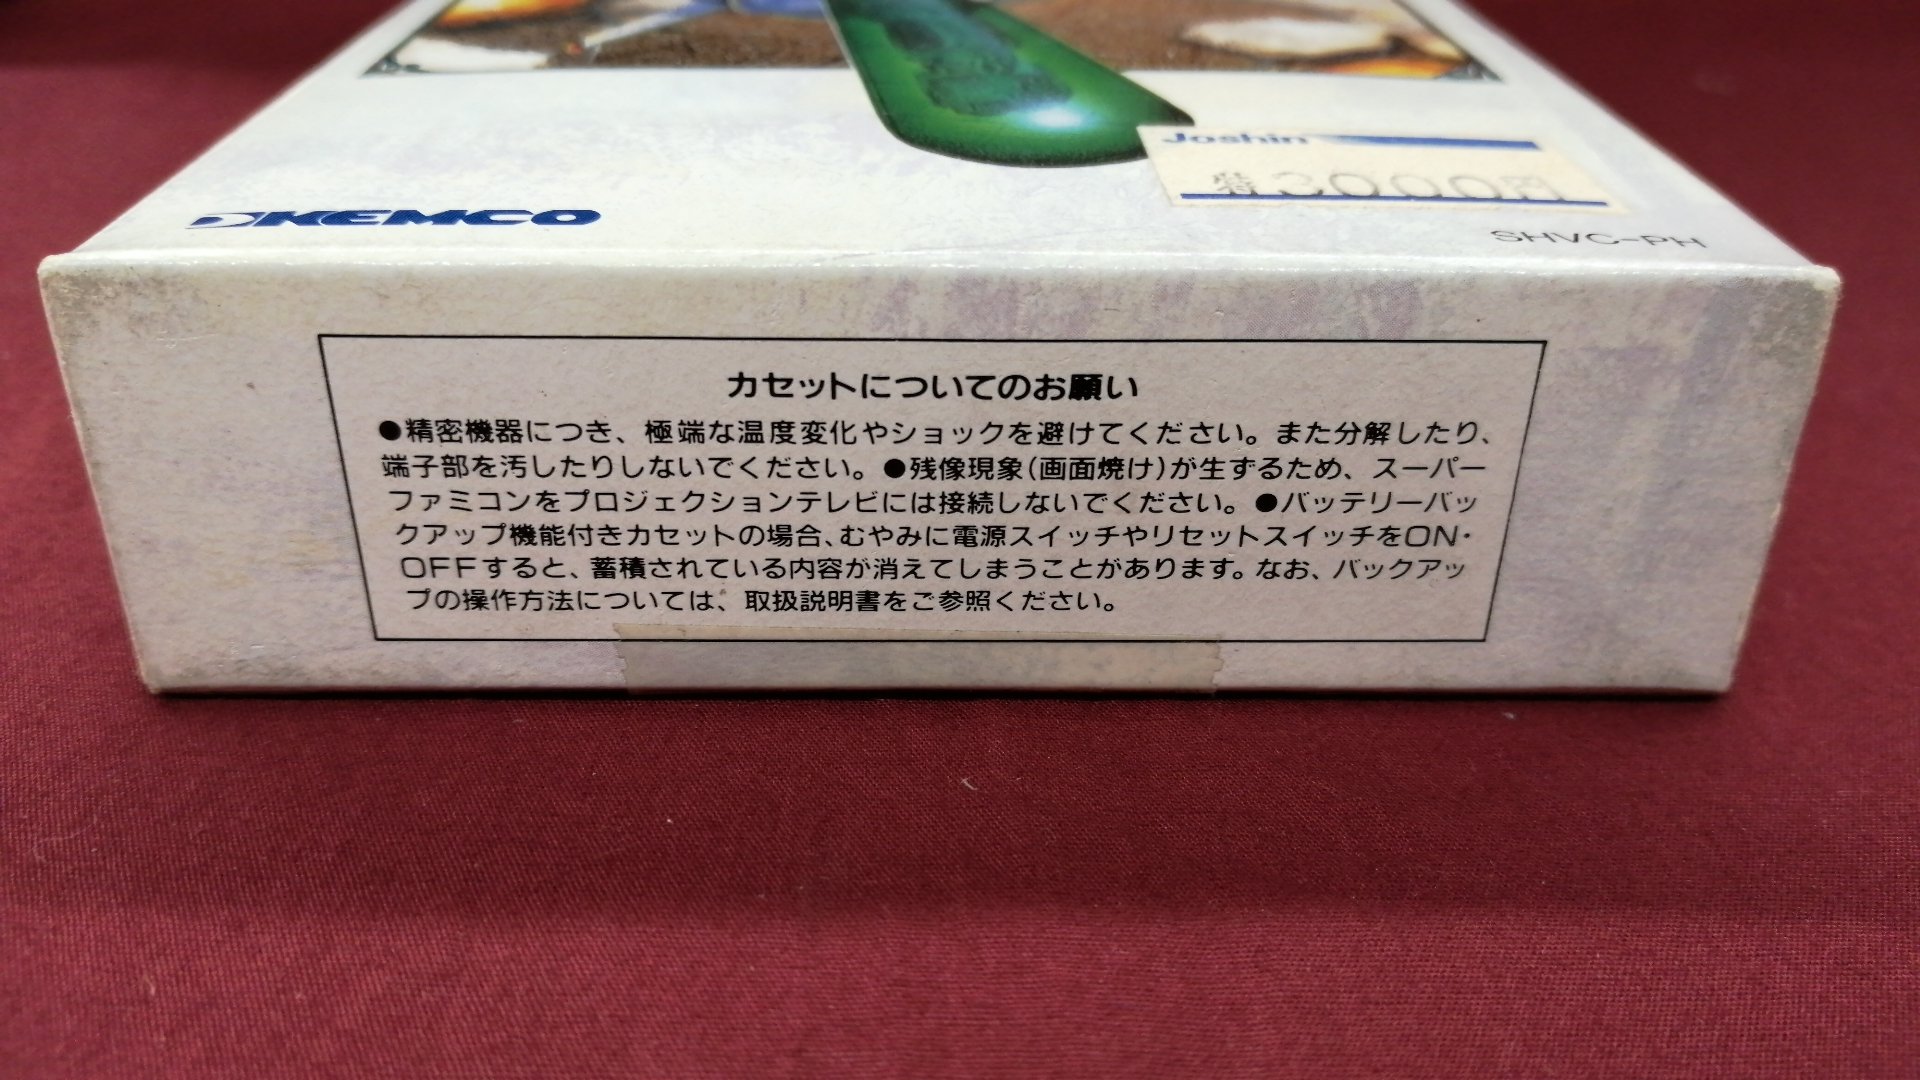 Joshin
特 3000円
KEMCO
SHVC-PH
カセットについてのお願い
●精密機器につき、極端な温度変化やショックを避けてください。また分解したり、
端子部を汚したりしないでください。●残像現象(画面焼け)が生ずるため、スーパー
ファミコンをプロジェクションテレビには接続しないでください。●バッテリーバッ
クアップ機能付きカセットの場合、むやみに電源スイッチやリセットスイッチをON・
OFFすると、蓄積されている内容が消えてしまうことがあります。なお、バックアッ
プの操作方法については、取扱説明書をご参照ください。